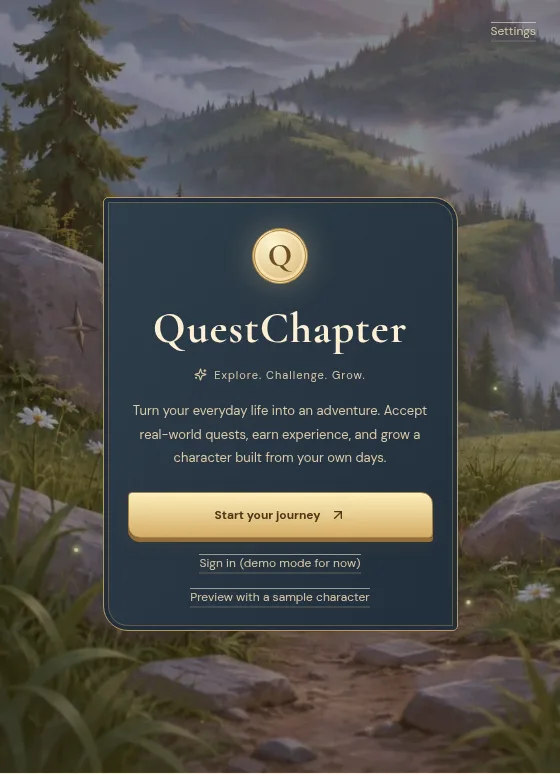 Settings
Q
QuestChapter
Explore. Challenge. Grow.
Turn your everyday life into an adventure. Accept
real-world quests, earn experience, and grow a
character built from your own days.
Start your journey
Sign in (demo mode for now)
Preview with a sample character